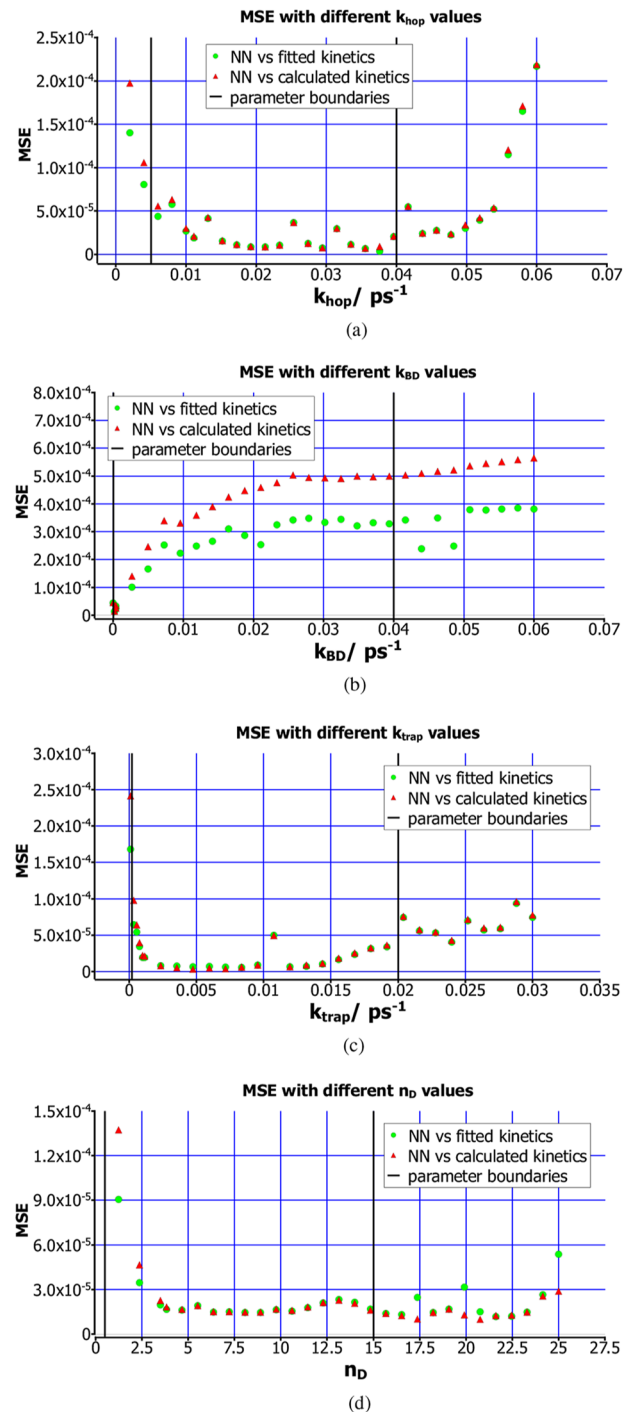 MSE with different k_hop values
2.5x10⁻⁴
2.0x10⁻⁴
1.5x10⁻⁴
1.0x10⁻⁴
5.0x10⁻⁵
0
MSE
NN vs fitted kinetics
NN vs calculated kinetics
parameter boundaries
0 0.01 0.02 0.03 0.04 0.05 0.06 0.07
k_hop/ ps⁻¹
(a)
MSE with different k_BD values
8.0x10⁻⁴
7.0x10⁻⁴
6.0x10⁻⁴
5.0x10⁻⁴
4.0x10⁻⁴
3.0x10⁻⁴
2.0x10⁻⁴
1.0x10⁻⁴
0
MSE
NN vs fitted kinetics
NN vs calculated kinetics
parameter boundaries
0 0.01 0.02 0.03 0.04 0.05 0.06 0.07
k_BD/ ps⁻¹
(b)
MSE with different k_trap values
3.0x10⁻⁴
2.5x10⁻⁴
2.0x10⁻⁴
1.5x10⁻⁴
1.0x10⁻⁴
5.0x10⁻⁵
0
MSE
NN vs fitted kinetics
NN vs calculated kinetics
parameter boundaries
0 0.005 0.01 0.015 0.02 0.025 0.03 0.035
k_trap/ ps⁻¹
(c)
MSE with different n_D values
1.5x10⁻⁴
1.2x10⁻⁴
9.0x10⁻⁵
6.0x10⁻⁵
3.0x10⁻⁵
0
MSE
NN vs fitted kinetics
NN vs calculated kinetics
parameter boundaries
0 2.5 5 7.5 10 12.5 15 17.5 20 22.5 25 27.5
n_D
(d)